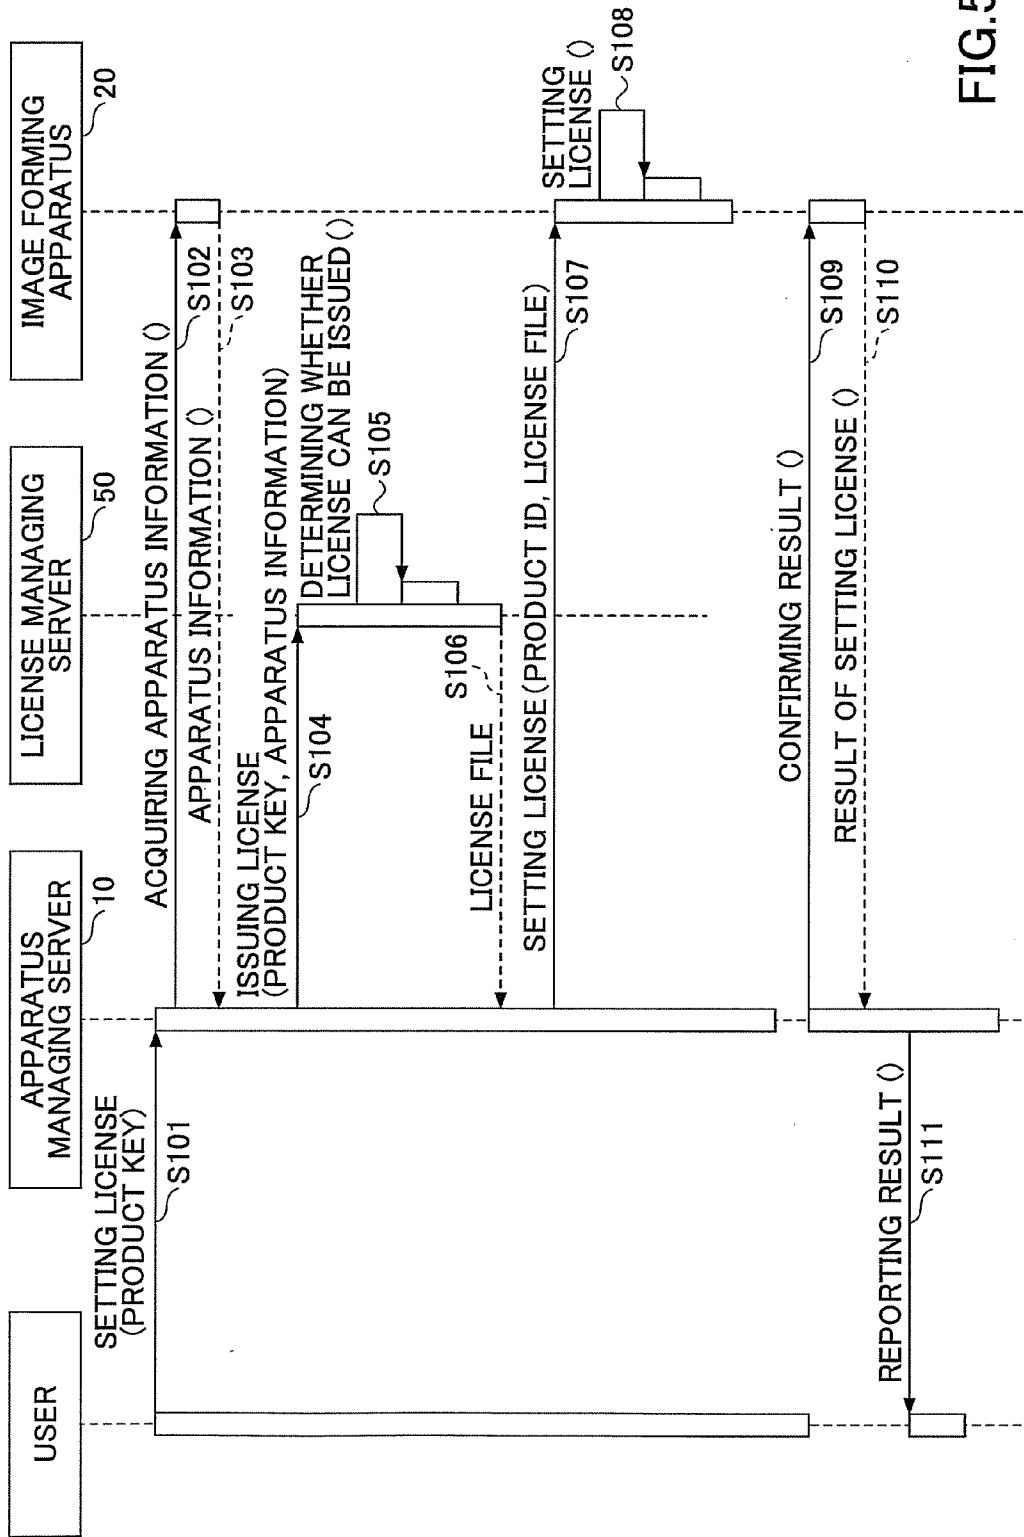 FIG.5
USER
APPARATUS
MANAGING SERVER
10
LICENSE MANAGING
SERVER
50
IMAGE FORMING
APPARATUS
20
SETTING LICENSE
(PRODUCT KEY)
S101
ACQUIRING APPARATUS INFORMATION ()
S102
APPARATUS INFORMATION ()
S103
ISSUING LICENSE
(PRODUCT KEY, APPARATUS INFORMATION)
S104
DETERMINING WHETHER
LICENSE CAN BE ISSUED ()
S105
LICENSE FILE
S106
SETTING LICENSE (PRODUCT ID, LICENSE FILE)
S107
SETTING
LICENSE ()
S108
CONFIRMING RESULT ()
S109
RESULT OF SETTING LICENSE ()
S110
REPORTING RESULT ()
S111